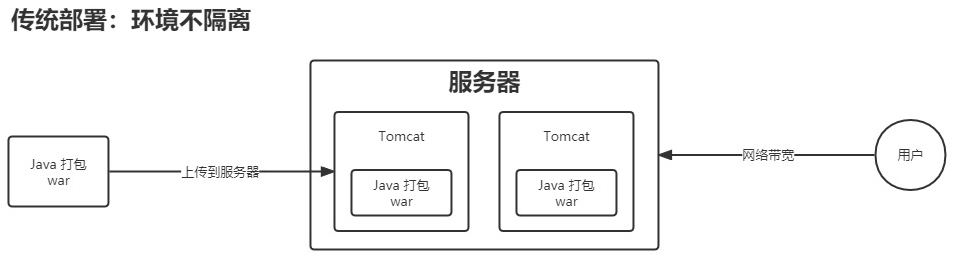 传统部署：环境不隔离
服务器
Java 打包
war
上传到服务器
Tomcat
Java 打包
war
Tomcat
Java 打包
war
网络带宽
用户